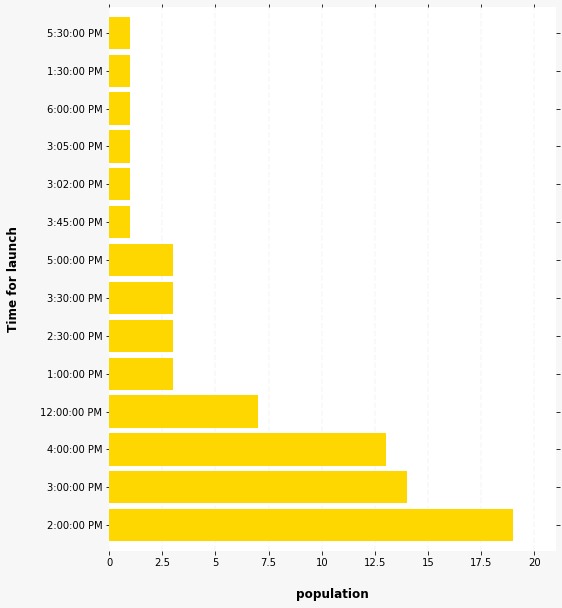 5:30:00 PM
1:30:00 PM
6:00:00 PM
3:05:00 PM
3:02:00 PM
3:45:00 PM
5:00:00 PM
3:30:00 PM
2:30:00 PM
1:00:00 PM
12:00:00 PM
4:00:00 PM
3:00:00 PM
2:00:00 PM
Time for launch
0 2.5 5 7.5 10 12.5 15 17.5 20
population